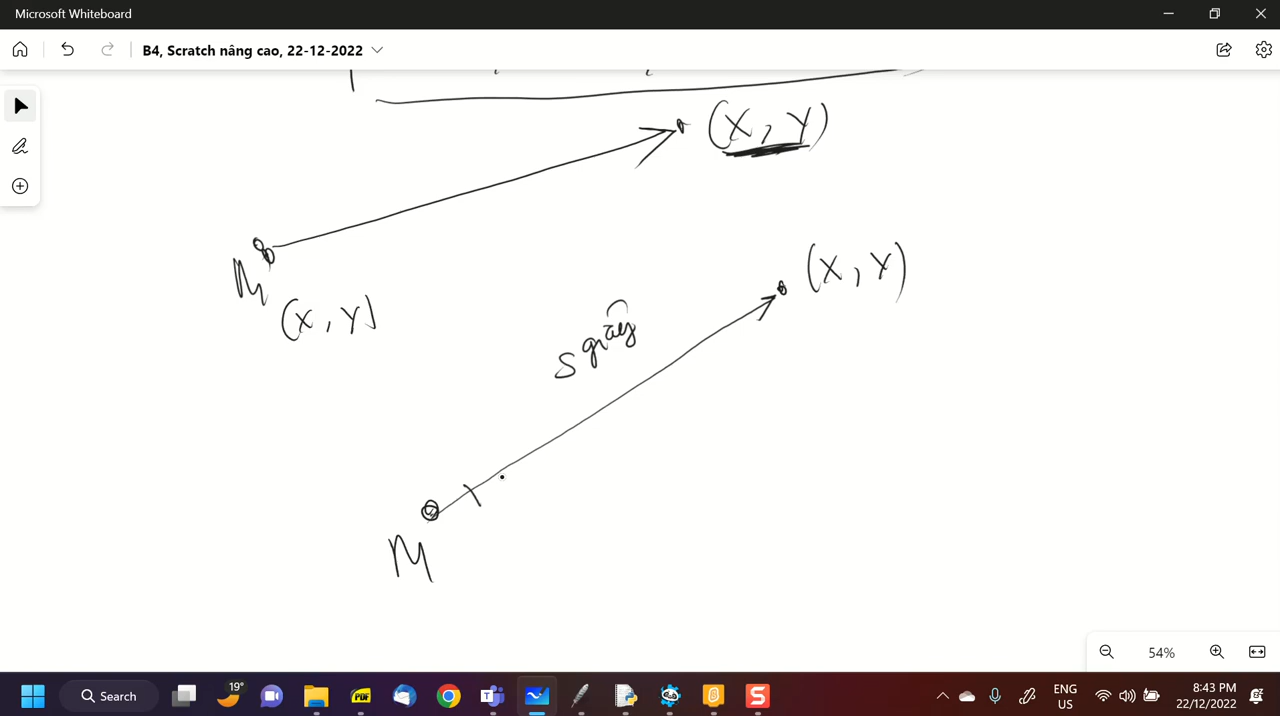 Microsoft Whiteboard
B4, Scratch nâng cao, 22-12-2022
(X, Y)
M
(X, Y)
(X, Y)
s giây
M
54%
19°
Search
PDF
ENG
US
8:43 PM
22/12/2022